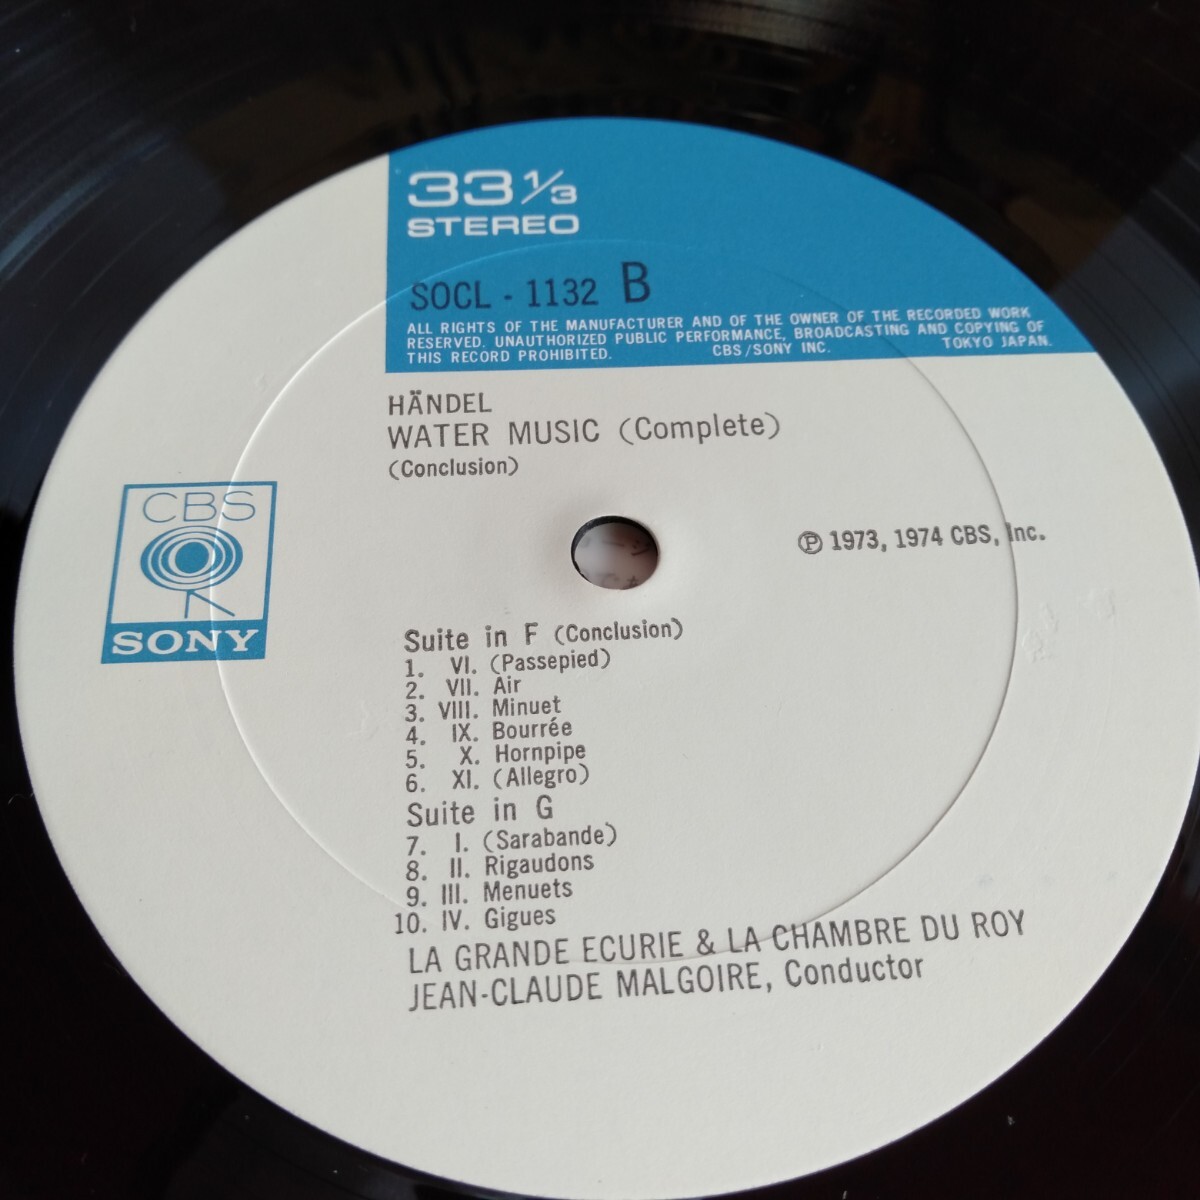 33 1/3
STEREO
SOCL - 1132 B
ALL RIGHTS OF THE MANUFACTURER AND OF THE OWNER OF THE RECORDED WORK
RESERVED. UNAUTHORIZED PUBLIC PERFORMANCE, BROADCASTING AND COPYING OF
THIS RECORD PROHIBITED. CBS/SONY INC. TOKYO JAPAN.
HÄNDEL
WATER MUSIC (Complete)
(Conclusion)
CBS
SONY
℗ 1973, 1974 CBS, Inc.
Suite in F (Conclusion)
1. VI. (Passepied)
2. VII. Air
3. VIII. Minuet
4. IX. Bourrée
5. X. Hornpipe
6. XI. (Allegro)
Suite in G
7. I. (Sarabande)
8. II. Rigaudons
9. III. Menuets
10. IV. Gigues
LA GRANDE ECURIE & LA CHAMBRE DU ROY
JEAN-CLAUDE MALGOIRE, Conductor